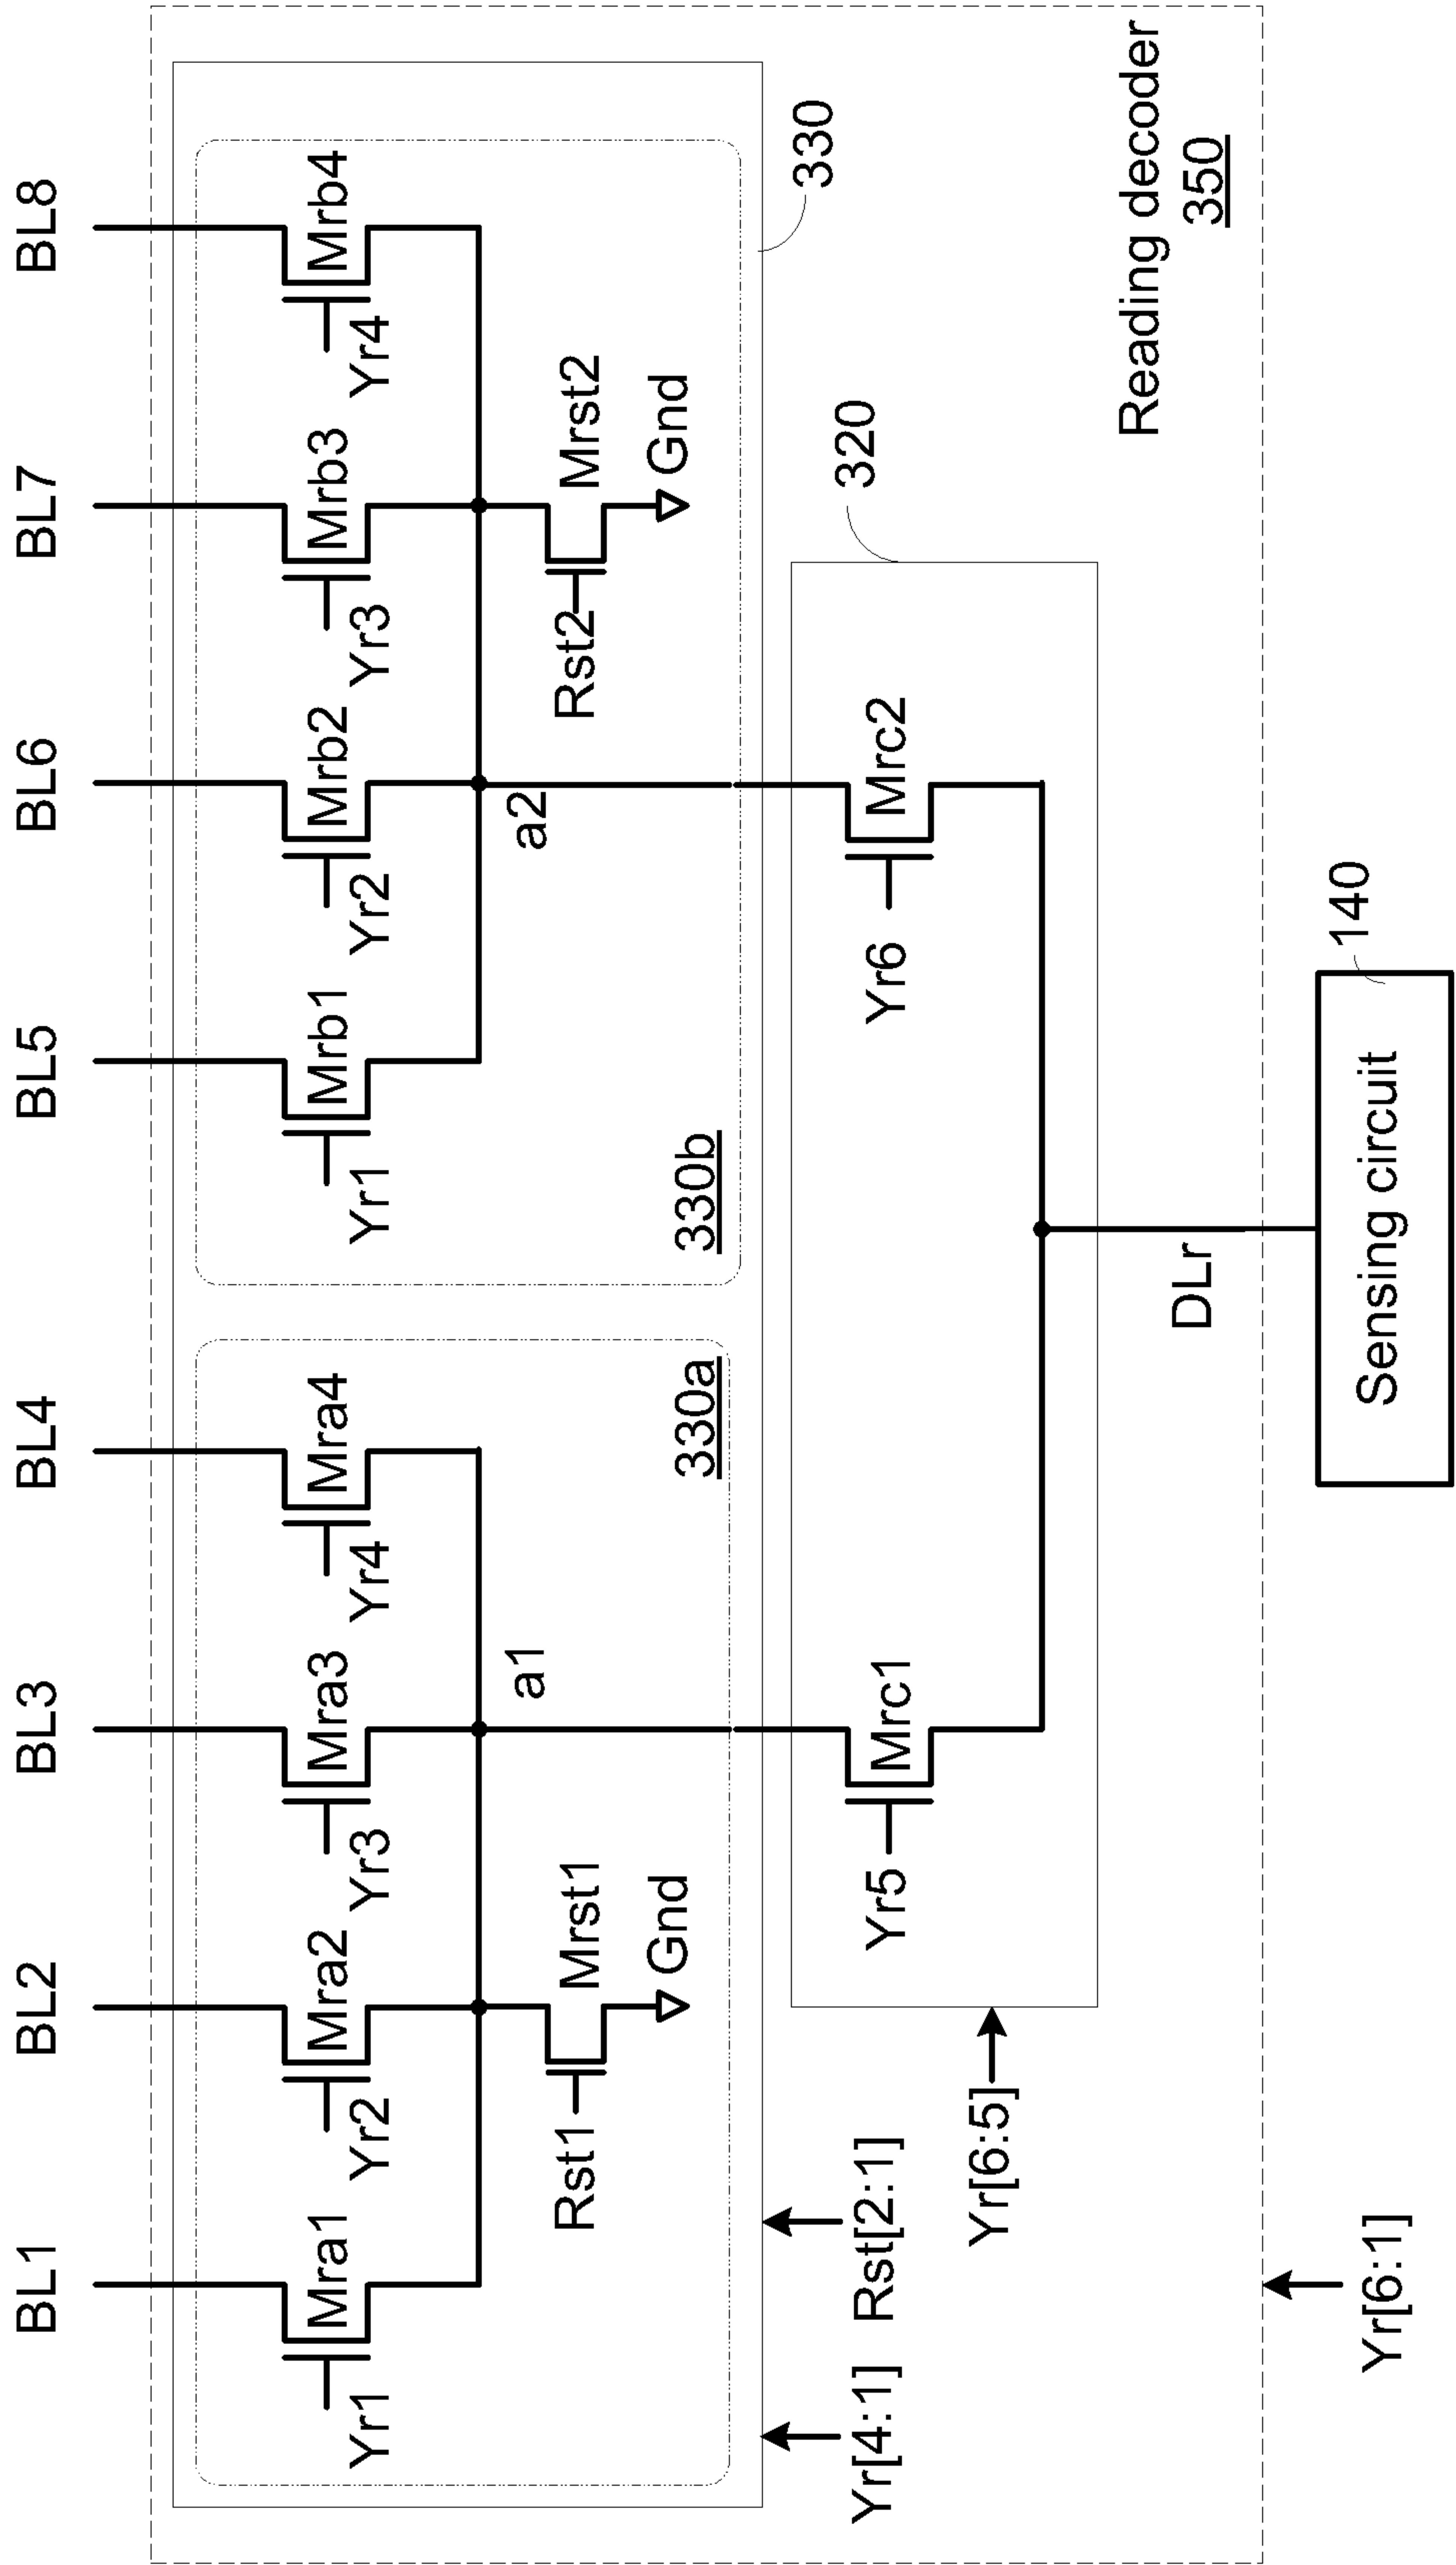 BL1
BL2
BL3
BL4
BL5
BL6
BL7
BL8
Mra1
Mra2
Mra3
Mra4
Mrb1
Mrb2
Mrb3
Mrb4
Yr1
Yr2
Yr3
Yr4
Yr1
Yr2
Yr3
Yr4
a1
a2
Rst1
Mrst1
Rst2
Mrst2
Gnd
330a
330b
Gnd
330
Yr[4:1]
Rst[2:1]
Yr5
Mrc1
Yr6
Mrc2
320
Yr[6:5]
DLr
Reading decoder
350
Yr[6:1]
Sensing circuit
140